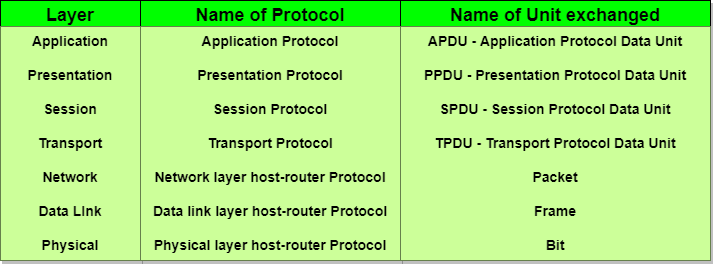 Layer Name of Protocol Name of Unit exchanged
Application Application Protocol APDU - Application Protocol Data Unit
Presentation Presentation Protocol PPDU - Presentation Protocol Data Unit
Session Session Protocol SPDU - Session Protocol Data Unit
Transport Transport Protocol TPDU - Transport Protocol Data Unit
Network Network layer host-router Protocol Packet
Data LInk Data link layer host-router Protocol Frame
Physical Physical layer host-router Protocol Bit